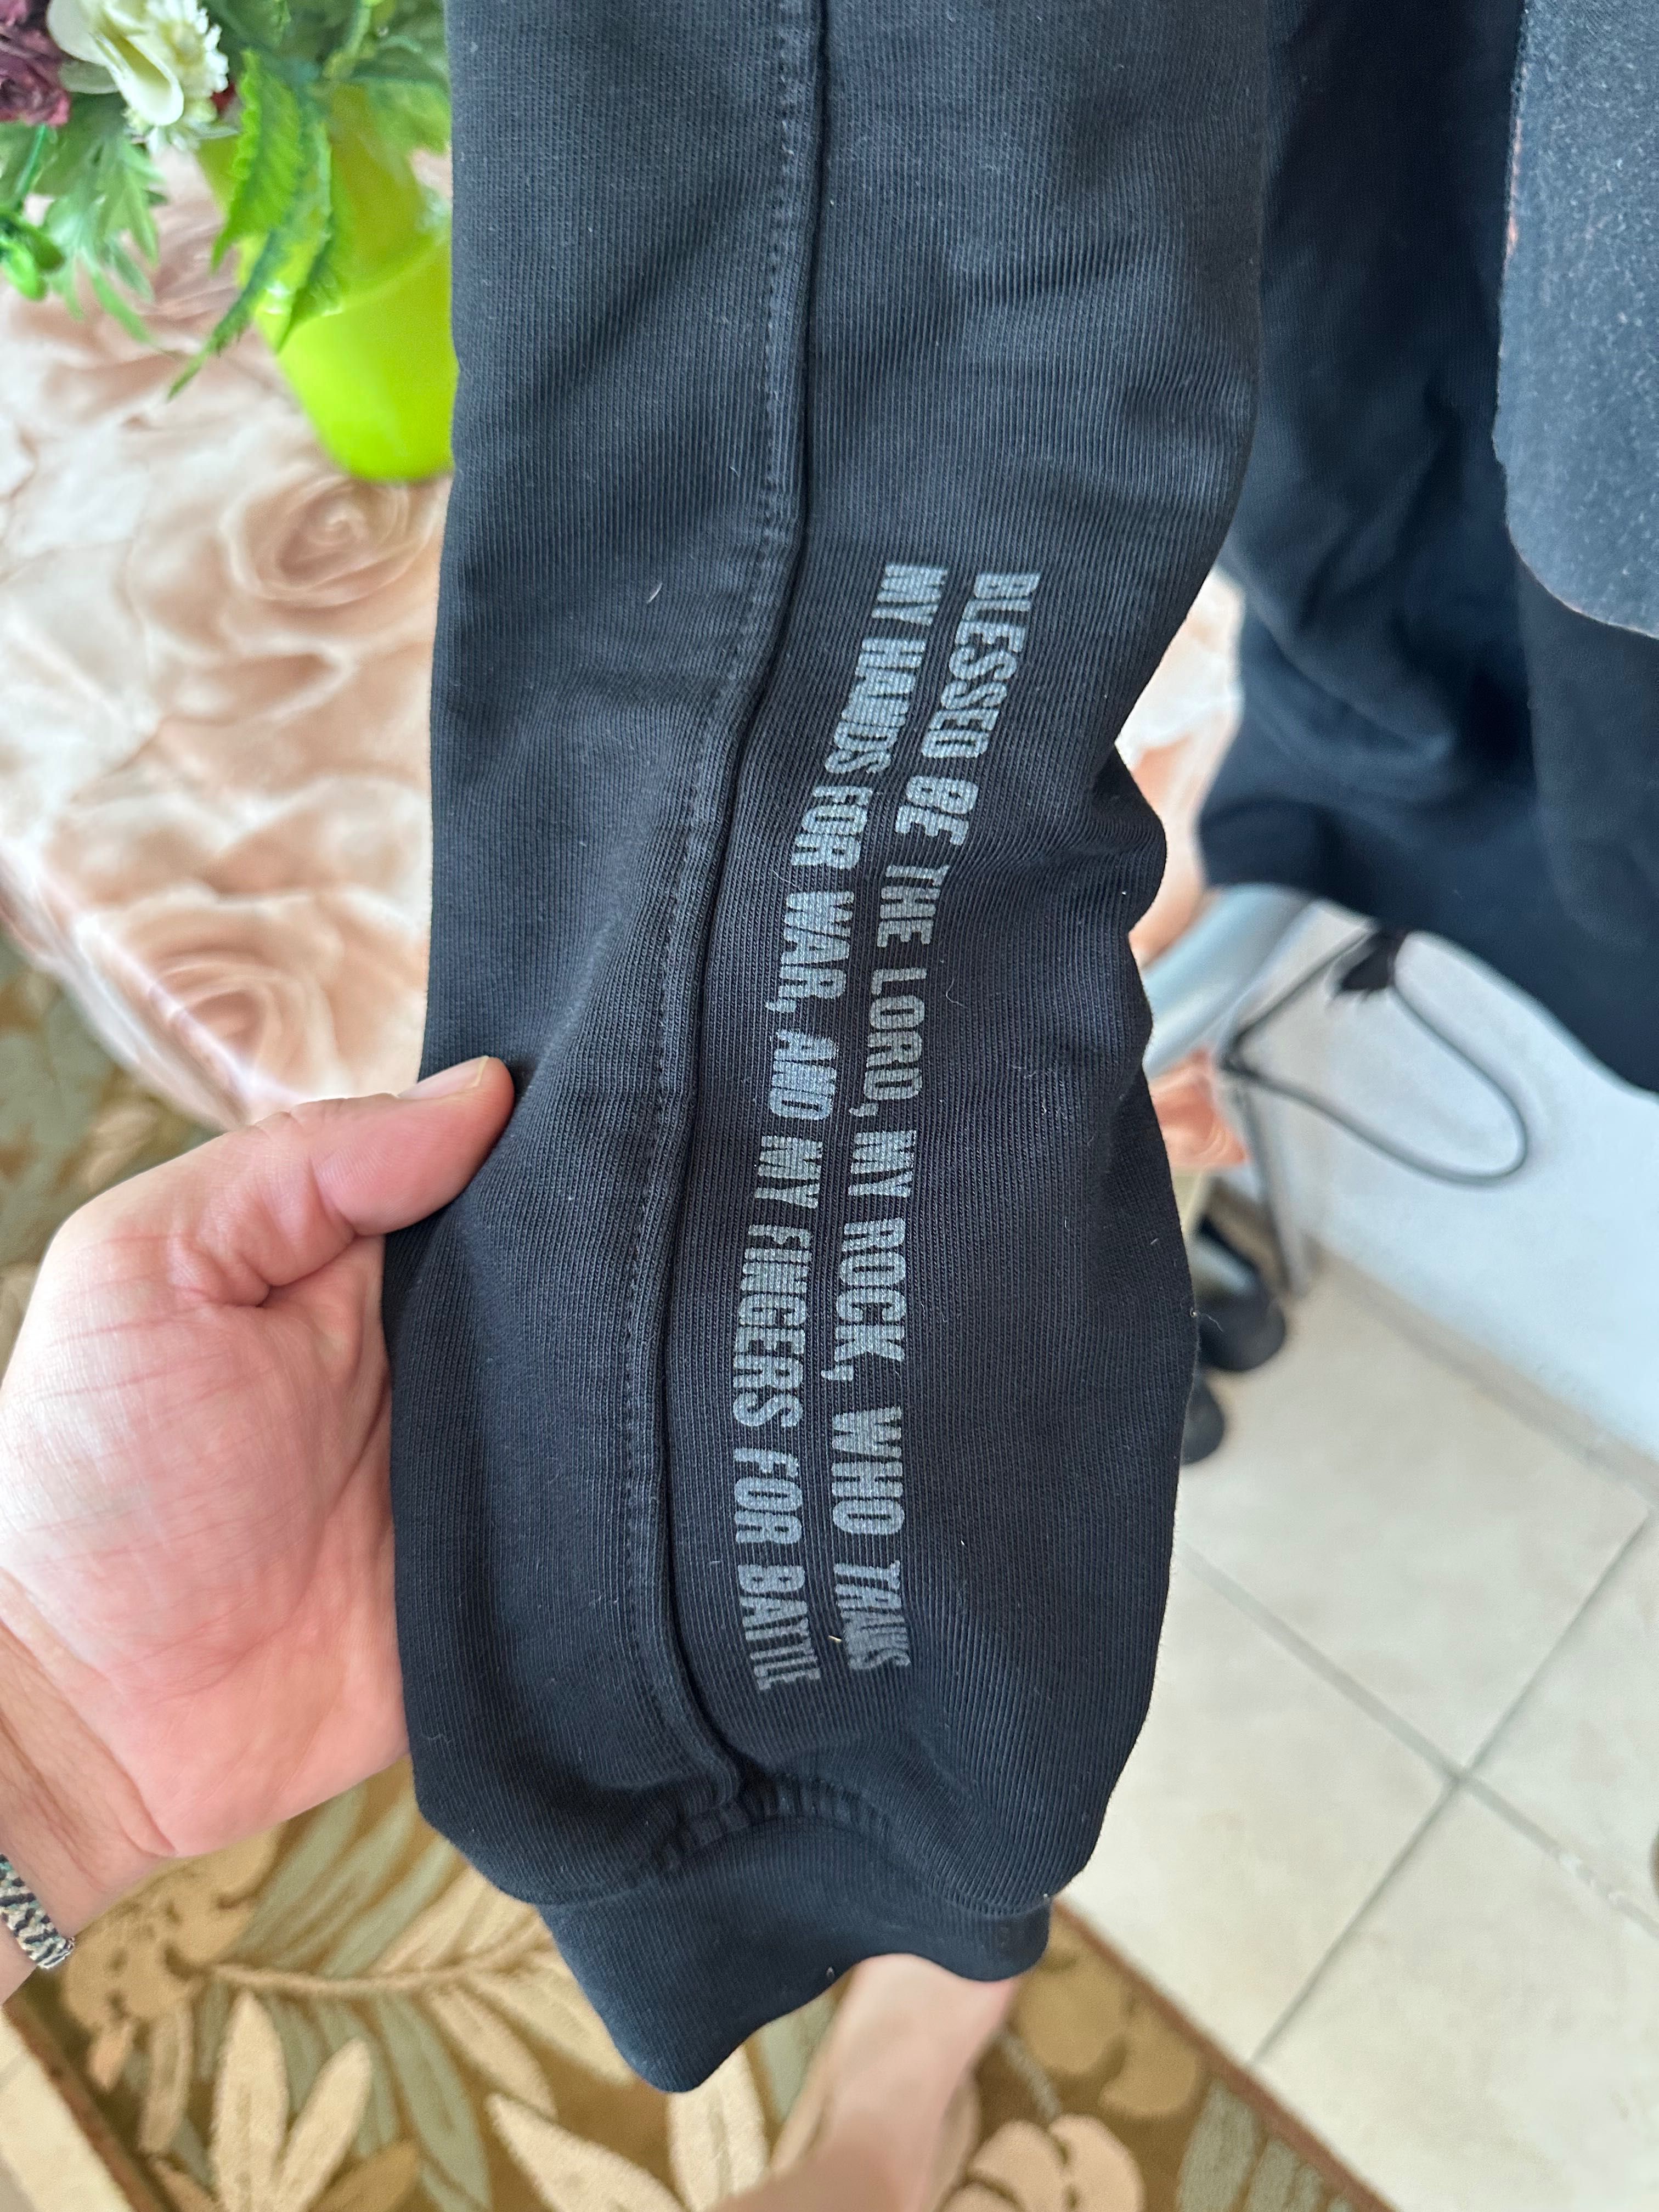 BLESSED BE THE LORD, MY ROCK, WHO TRAINS
MY HANDS FOR WAR, AND MY FINGERS FOR BATTLE